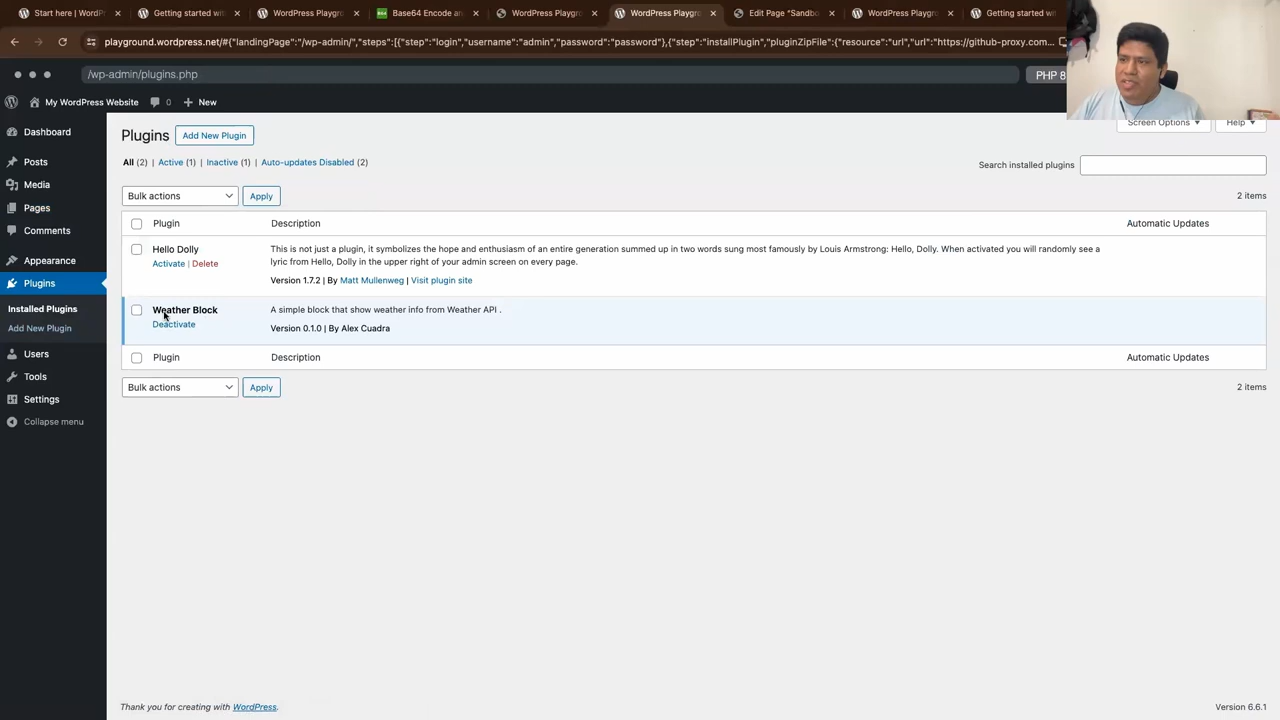 Start here | WordPr
Getting started wit
WordPress Playgro
Base64 Encode an
WordPress Playgro
WordPress Playgro
Edit Page "Sandbo
WordPress Playgro
Getting started wi
playground.wordpress.net/#{"landingPage":"/wp-admin/","steps":[{"step":"login","username":"admin","password":"password"},{"step":"installPlugin","pluginZipFile":{"resource":"url","url":"https://github-proxy.com...
/wp-admin/plugins.php
PHP 8
My WordPress Website
0
New
Screen Options
Help
Dashboard
Posts
Media
Pages
Comments
Appearance
Plugins
Installed Plugins
Add New Plugin
Users
Tools
Settings
Collapse menu
Plugins
Add New Plugin
All (2) | Active (1) | Inactive (1) | Auto-updates Disabled (2)
Search installed plugins
Bulk actions
Apply
2 items
Plugin
Description
Automatic Updates
Hello Dolly
Activate | Delete
This is not just a plugin, it symbolizes the hope and enthusiasm of an entire generation summed up in two words sung most famously by Louis Armstrong: Hello, Dolly. When activated you will randomly see a
lyric from Hello, Dolly in the upper right of your admin screen on every page.
Version 1.7.2 | By Matt Mullenweg | Visit plugin site
Weather Block
Deactivate
A simple block that show weather info from Weather API .
Version 0.1.0 | By Alex Cuadra
Plugin
Description
Automatic Updates
Bulk actions
Apply
2 items
Thank you for creating with WordPress.
Version 6.6.1